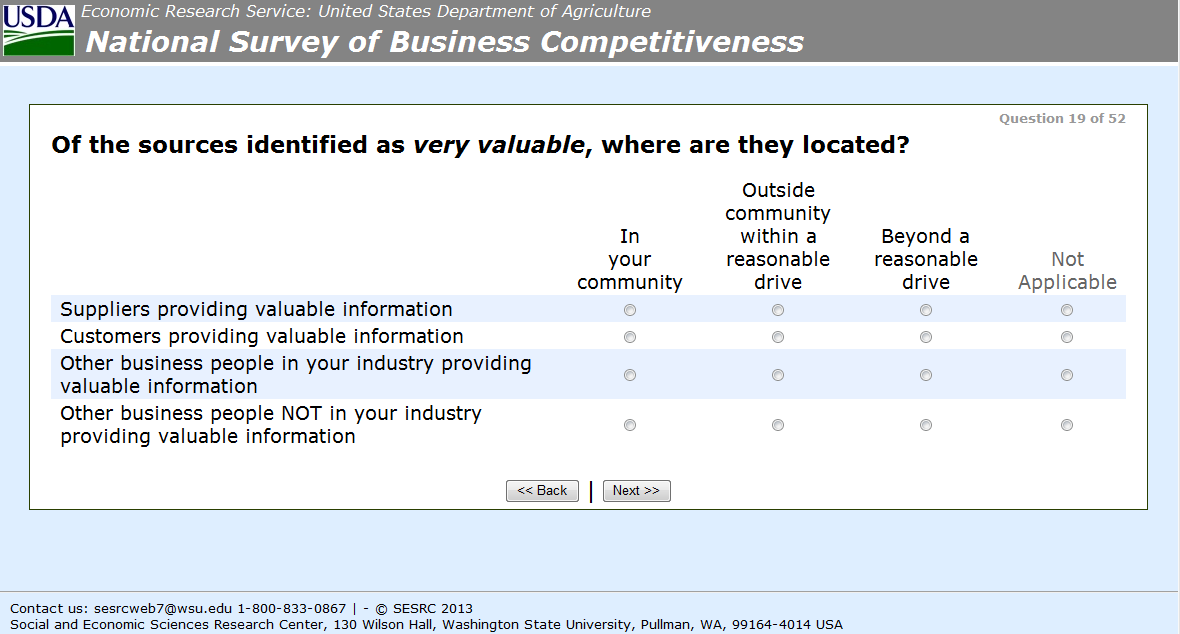 USDA
Economic Research Service: United States Department of Agriculture
National Survey of Business Competitiveness
Question 19 of 52
Of the sources identified as very valuable, where are they located?
In
your
community
Outside
community
within a
reasonable
drive
Beyond a
reasonable
drive
Not
Applicable
Suppliers providing valuable information
Customers providing valuable information
Other business people in your industry providing
valuable information
Other business people NOT in your industry
providing valuable information
<< Back | Next >>
Contact us: sesrcweb7@wsu.edu 1-800-833-0867 | - © SESRC 2013
Social and Economic Sciences Research Center, 130 Wilson Hall, Washington State University, Pullman, WA, 99164-4014 USA